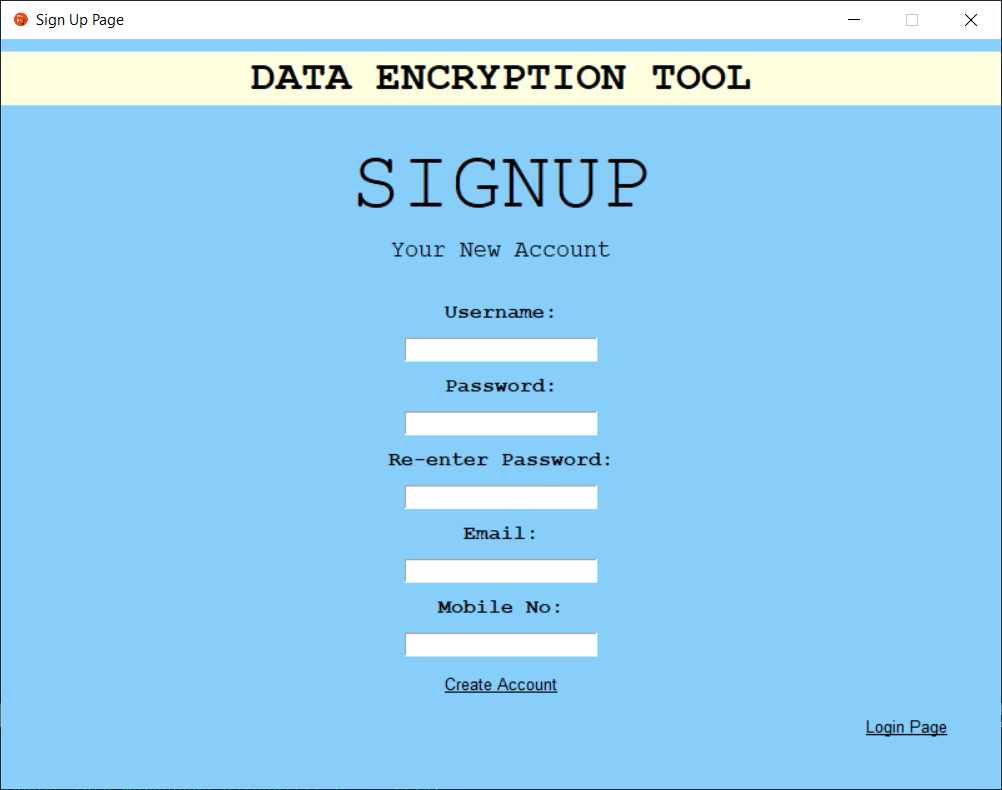 Sign Up Page
DATA ENCRYPTION TOOL
SIGNUP
Your New Account
Username:
Password:
Re-enter Password:
Email:
Mobile No:
Create Account
Login Page